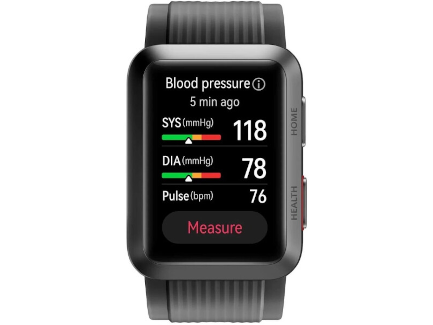 Blood pressure
5 min ago
SYS(mmHg) 118
DIA(mmHg) 78
Pulse(bpm) 76
Measure
HOME
HEALTH